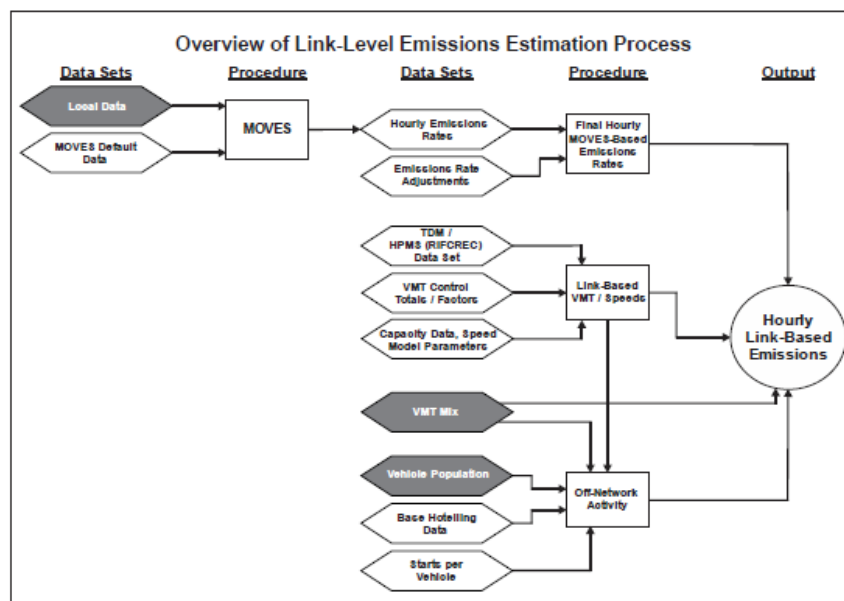 Overview of Link-Level Emissions Estimation Process
Data Sets
Procedure
Data Sets
Procedure
Output
Local Data
MOVES Default
Data
MOVES
Hourly Emissions
Rates
Emissions Rate
Adjustments
Final Hourly
MOVES-Based
Emissions
Rates
TDM /
HPMS (RIFCREC)
Data Set
VMT Control
Totals / Factors
Capacity Data, Speed
Model Parameters
Link-Based
VMT / Speeds
Hourly
Link-Based
Emissions
VMT Mix
Vehicle Population
Base Hotelling
Data
Starts per
Vehicle
Off-Network
Activity